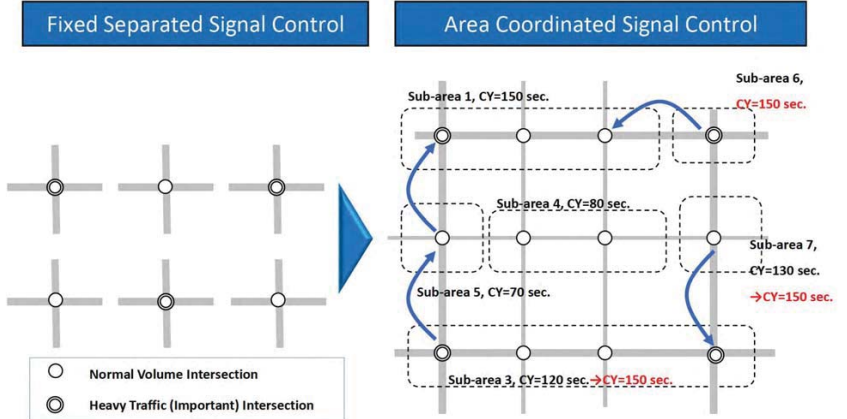 Fixed Separated Signal Control
Area Coordinated Signal Control
Sub-area 1, CY=150 sec.
Sub-area 6,
CY=150 sec.
Sub-area 4, CY=80 sec.
Sub-area 7,
CY=130 sec.
→CY=150 sec.
Sub-area 5, CY=70 sec.
Sub-area 3, CY=120 sec.→CY=150 sec.
Normal Volume Intersection
Heavy Traffic (Important) Intersection